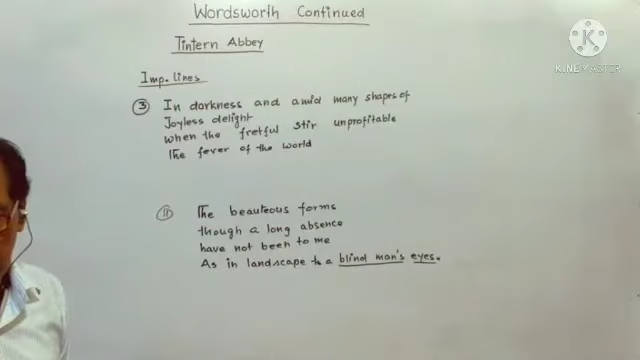 Wordsworth Continued
Tintern Abbey
Imp. lines
③ In darkness and amid many shapes of
Joyless delight
when the fretful stir unprofitable
The fever of the world
⑪ The beauteous forms
though a long absence
have not been to me
As in landscape to a blind man's eyes.
KINEMASTER